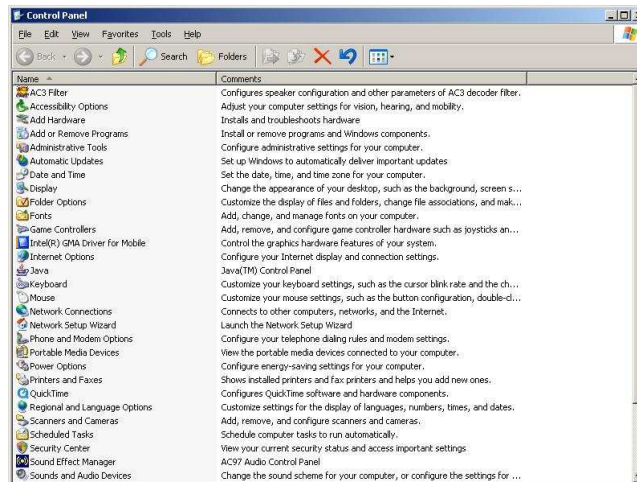 Control Panel
File Edit View Favorites Tools Help
Back Search Folders
Name Comments
AC3 Filter Configures speaker configuration and other parameters of AC3 decoder filter.
Accessibility Options Adjust your computer settings for vision, hearing, and mobility.
Add Hardware Installs and troubleshoots hardware
Add or Remove Programs Install or remove programs and Windows components.
Administrative Tools Configure administrative settings for your computer.
Automatic Updates Set up Windows to automatically deliver important updates
Date and Time Set the date, time, and time zone for your computer.
Display Change the appearance of your desktop, such as the background, screen s...
Folder Options Customize the display of files and folders, change file associations, and mak...
Fonts Add, change, and manage fonts on your computer.
Game Controllers Add, remove, and configure game controller hardware such as joysticks an...
Intel(R) GMA Driver for Mobile Control the graphics hardware features of your system.
Internet Options Configure your Internet display and connection settings.
Java Java(TM) Control Panel
Keyboard Customize your keyboard settings, such as the cursor blink rate and the ch...
Mouse Customize your mouse settings, such as the button configuration, double-cl...
Network Connections Connects to other computers, networks, and the Internet.
Network Setup Wizard Launch the Network Setup Wizard
Phone and Modem Options Configure your telephone dialing rules and modem settings.
Portable Media Devices View the portable media devices connected to your computer.
Power Options Configure energy-saving settings for your computer.
Printers and Faxes Shows installed printers and fax printers and helps you add new ones.
QuickTime Configures QuickTime software and hardware components.
Regional and Language Options Customize settings for the display of languages, numbers, times, and dates.
Scanners and Cameras Add, remove, and configure scanners and cameras.
Scheduled Tasks Schedule computer tasks to run automatically.
Security Center View your current security status and access important settings
Sound Effect Manager AC97 Audio Control Panel
Sounds and Audio Devices Change the sound scheme for your computer, or configure the settings for ...